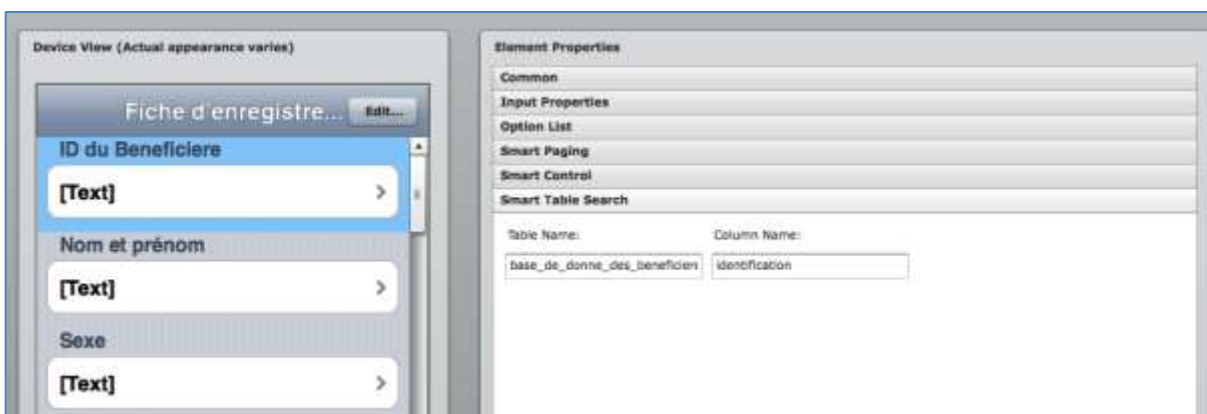 Device View (Actual appearance varies)
Fiche d'enregistre... Edit...
ID du Beneficiere
[Text]
Nom et prénom
[Text]
Sexe
[Text]
Element Properties
Common
Input Properties
Option List
Smart Paging
Smart Control
Smart Table Search
Table Name: Column Name:
base_de_donne_des_beneficiere identification